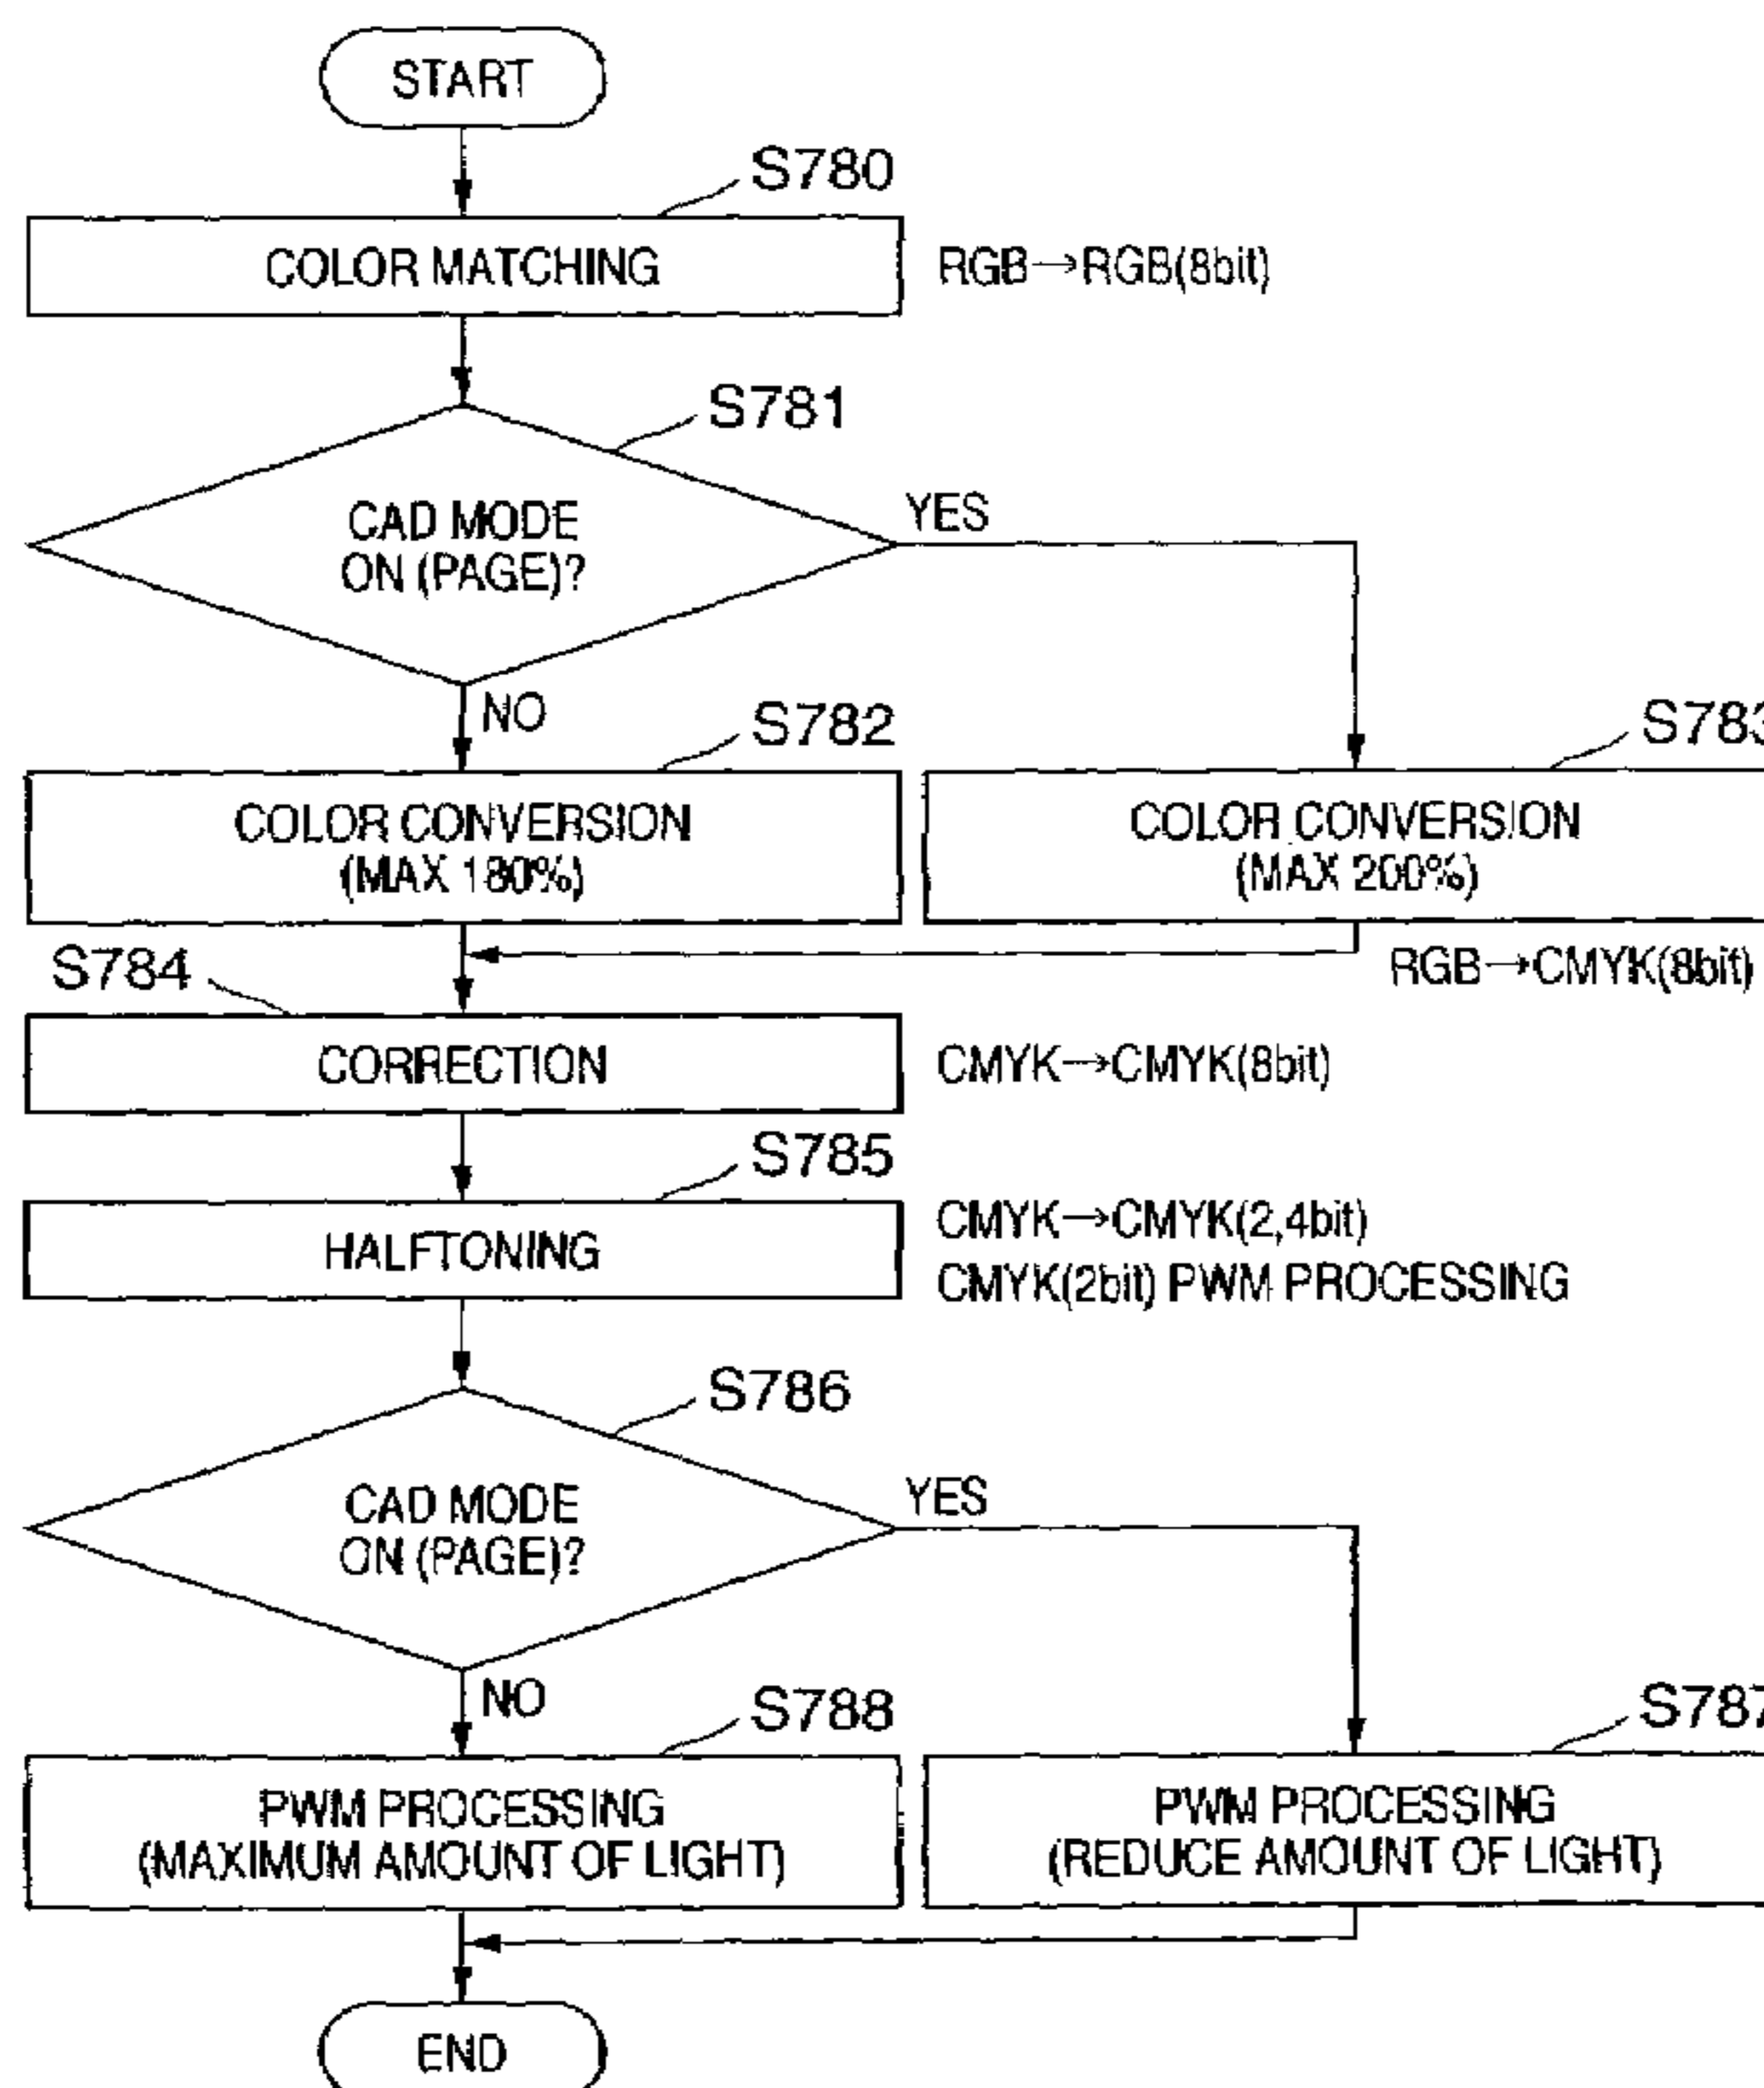 START
S780
COLOR MATCHING
RGB→RGB(8bit)
S781
CAD MODE
ON (PAGE)?
YES
NO
S782
S783
COLOR CONVERSION
(MAX 180%)
COLOR CONVERSION
(MAX 200%)
RGB→CMYK(8bit)
S784
CORRECTION
CMYK→CMYK(8bit)
S785
HALFTONING
CMYK→CMYK(2,4bit)
CMYK(2bit) PWM PROCESSING
S786
CAD MODE
ON (PAGE)?
YES
NO
S788
S787
PWM PROCESSING
(MAXIMUM AMOUNT OF LIGHT)
PWM PROCESSING
(REDUCE AMOUNT OF LIGHT)
END